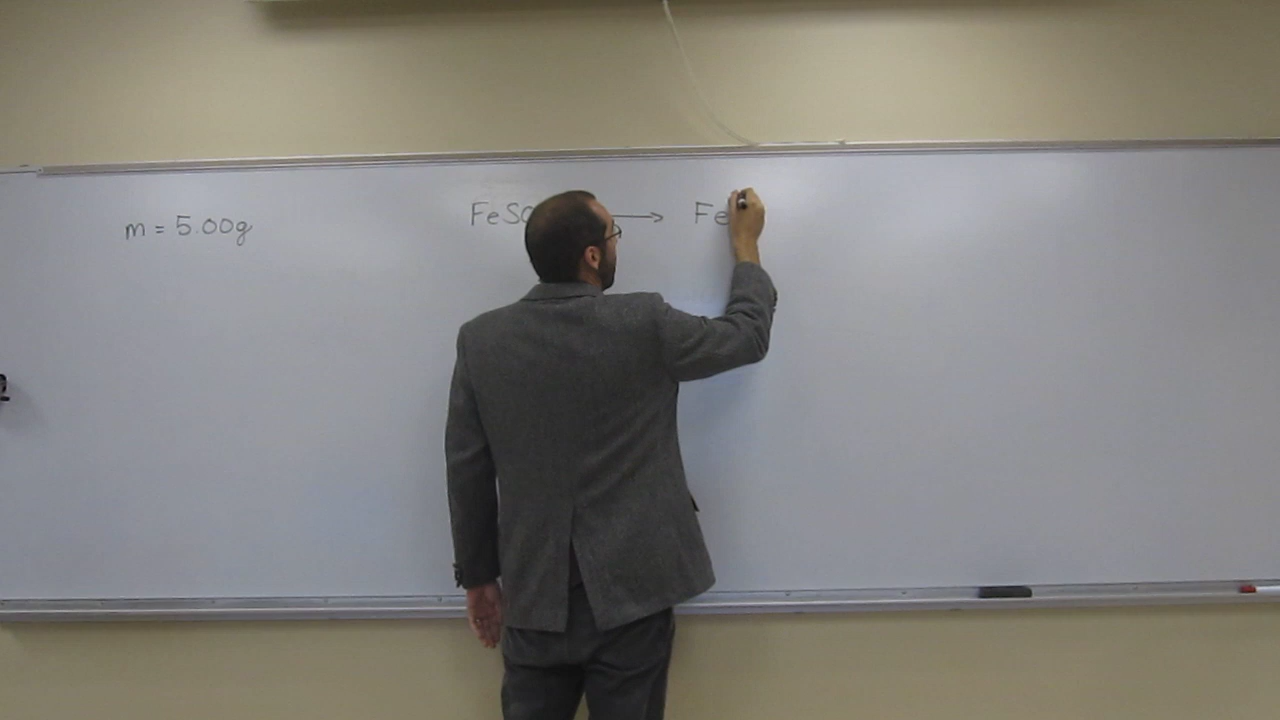 m = 5.00g
FeSO → Fe